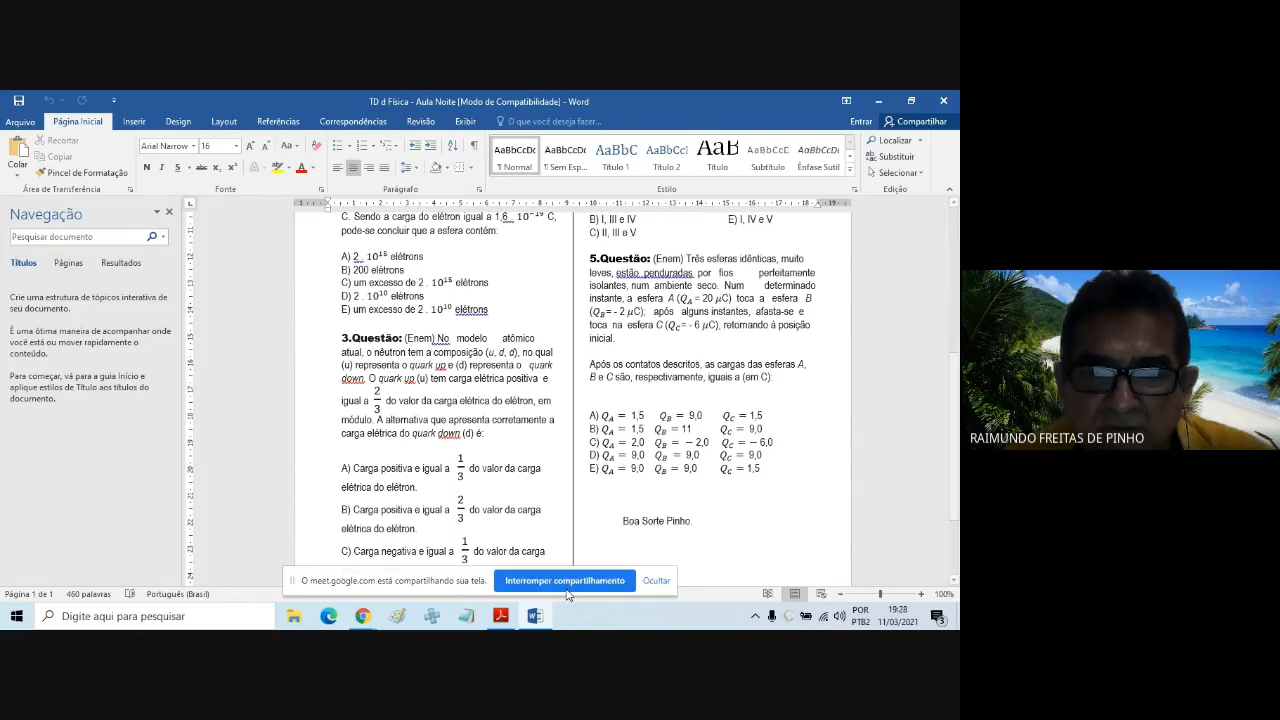 TD d Física - Aula Noite [Modo de Compatibilidade] - Word
Arquivo Página Inicial Inserir Design Layout Referências Correspondências Revisão Exibir O que você deseja fazer... Entrar Compartilhar
Colar
Recortar
Copiar
Pincel de Formatação
Área de Transferência
Arial Narrow 16
Fonte
Parágrafo
AaBbCcDc AaBbCcDc AaBbC AaBbCcI AaB AaBbCcD AaBbCcDc
¶ Normal ¶ Sem Esp... Título 1 Título 2 Título Subtítulo Ênfase Sutil
Estilo
Localizar
Substituir
Selecionar
Edição
Navegação
Pesquisar documento
Títulos Páginas Resultados
Crie uma estrutura de tópicos interativa de
seu documento.
É uma ótima maneira de acompanhar onde
você está ou mover rapidamente o
conteúdo.
Para começar, vá para a guia Início e
aplique estilos de Título aos títulos do
documento.
C. Sendo a carga do elétron igual a 1,6 . 10⁻¹⁹ C,
pode-se concluir que a esfera contém:
A) 2 . 10¹⁵ elétrons
B) 200 elétrons
C) um excesso de 2 . 10¹⁵ elétrons
D) 2 . 10¹⁰ elétrons
E) um excesso de 2 . 10¹⁰ elétrons
3.Questão: (Enem) No modelo atômico
atual, o nêutron tem a composição (u, d, d), no qual
(u) representa o quark up e (d) representa o quark
down. O quark up (u) tem carga elétrica positiva e
igual a 2/3 do valor da carga elétrica do elétron, em
módulo. A alternativa que apresenta corretamente a
carga elétrica do quark down (d) é:
A) Carga positiva e igual a 1/3 do valor da carga
elétrica do elétron.
B) Carga positiva e igual a 2/3 do valor da carga
elétrica do elétron.
C) Carga negativa e igual a 1/3 do valor da carga
B) I, III e IV E) I, IV e V
C) II, III e V
5.Questão: (Enem) Três esferas idênticas, muito
leves, estão penduradas por fios perfeitamente
isolantes, num ambiente seco. Num determinado
instante, a esfera A (Q_A = 20 μC) toca a esfera B
(Q_B = - 2 μC); após alguns instantes, afasta-se e
toca na esfera C (Q_C = - 6 μC), retornando à posição
inicial.
Após os contatos descritos, as cargas das esferas A,
B e C são, respectivamente, iguais a (em C):
A) Q_A = 1,5 Q_B = 9,0 Q_C = 1,5
B) Q_A = 1,5 Q_B = 11 Q_C = 9,0
C) Q_A = 2,0 Q_B = − 2,0 Q_C = − 6,0
D) Q_A = 9,0 Q_B = 9,0 Q_C = 9,0
E) Q_A = 9,0 Q_B = 9,0 Q_C = 1,5
Boa Sorte Pinho.
O meet.google.com está compartilhando sua tela. Interromper compartilhamento Ocultar
460 palavras Português (Brasil) 100%
Digite aqui para pesquisar
POR
PTB2
19:28
11/03/2021
3
RAIMUNDO FREITAS DE PINHO